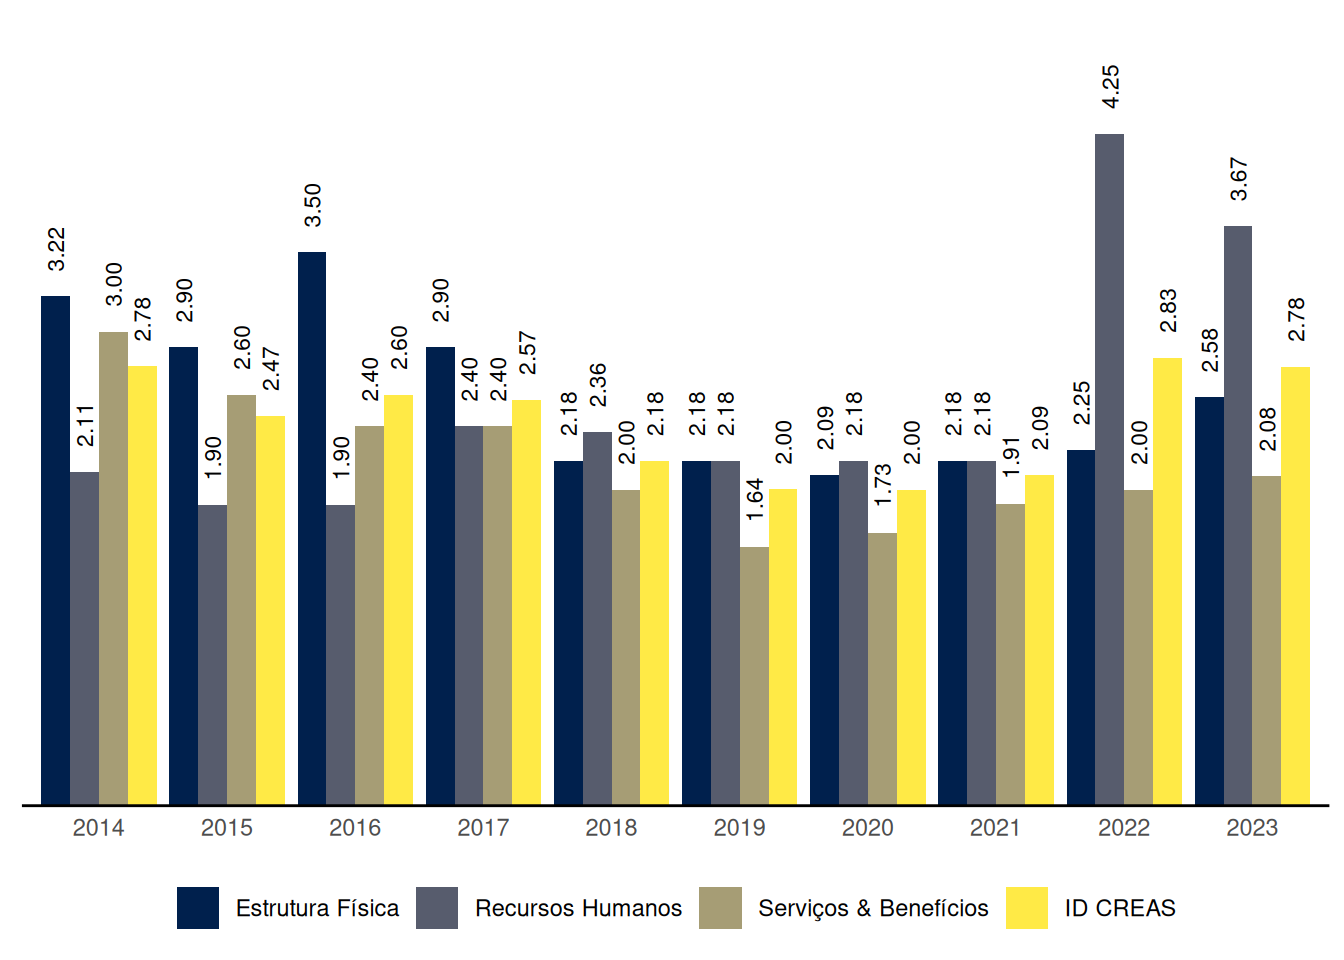 3.22 2.11 3.00 2.78
2.90 1.90 2.60 2.47
3.50 1.90 2.40 2.60
2.90 2.40 2.40 2.57
2.18 2.36 2.00 2.18
2.18 2.18 1.64 2.00
2.09 2.18 1.73 2.00
2.18 2.18 1.91 2.09
2.25 4.25 2.00 2.83
2.58 3.67 2.08 2.78
2014 2015 2016 2017 2018 2019 2020 2021 2022 2023
Estrutura Física Recursos Humanos Serviços & Benefícios ID CREAS